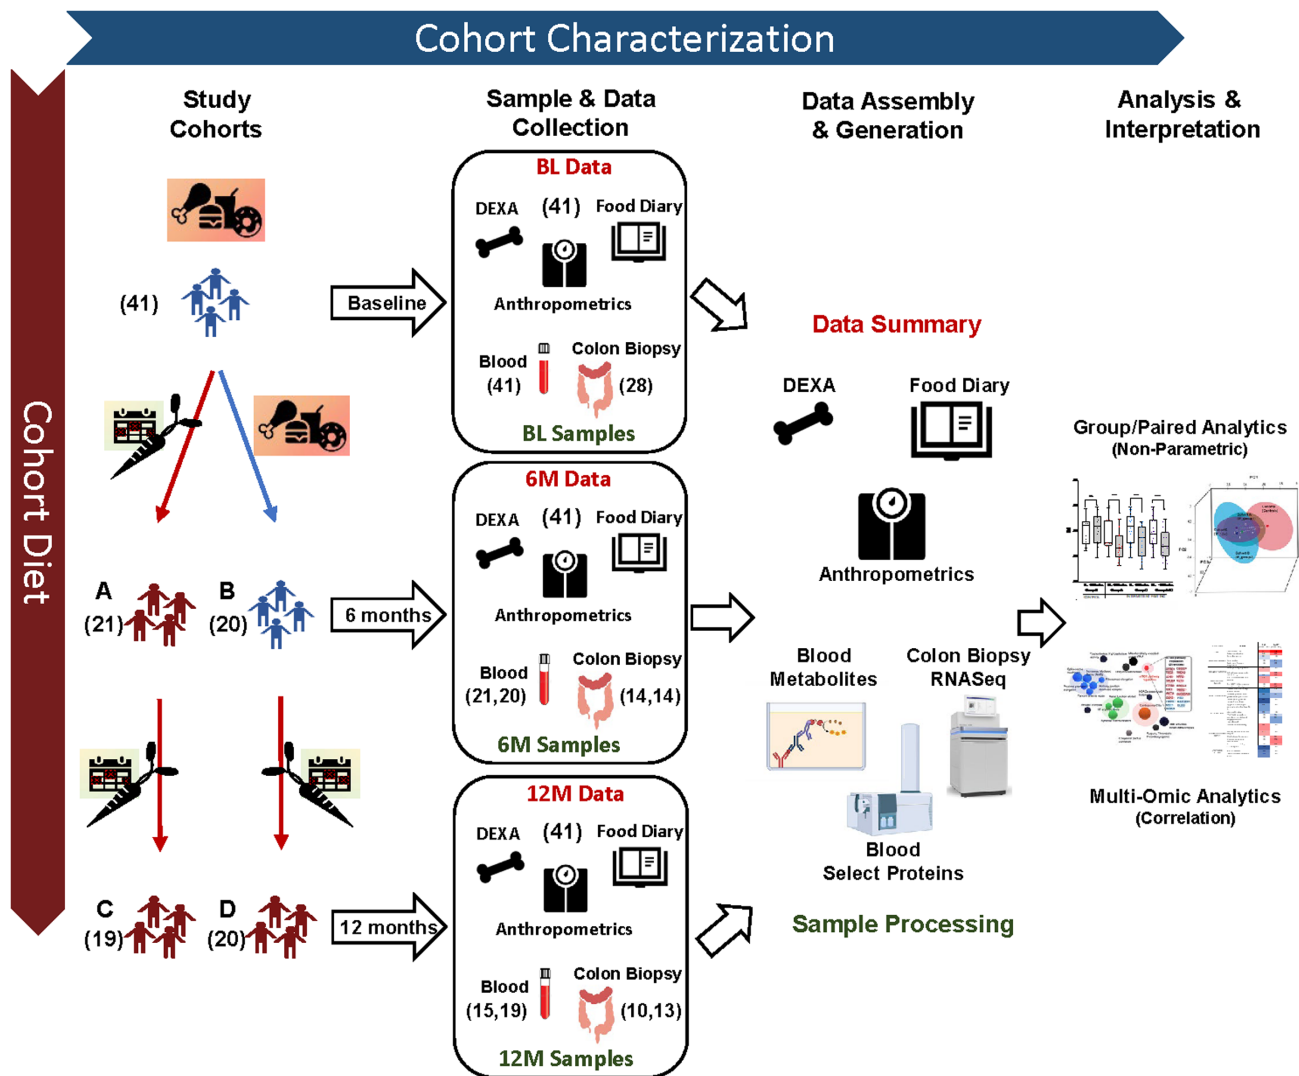 Cohort Characterization
Cohort Diet
Study
Cohorts
Sample & Data
Collection
Data Assembly
& Generation
Analysis &
Interpretation
(41)
Baseline
BL Data
DEXA
(41)
Food Diary
Anthropometrics
Blood
(41)
Colon Biopsy
(28)
BL Samples
A
(21)
B
(20)
6 months
6M Data
DEXA
(41)
Food Diary
Anthropometrics
Blood
(21,20)
Colon Biopsy
(14,14)
6M Samples
C
(19)
D
(20)
12 months
12M Data
DEXA
(41)
Food Diary
Anthropometrics
Blood
(15,19)
Colon Biopsy
(10,13)
12M Samples
Data Summary
DEXA
Food Diary
Anthropometrics
Blood
Metabolites
Colon Biopsy
RNASeq
Blood
Select Proteins
Sample Processing
Group/Paired Analytics
(Non-Parametric)
Multi-Omic Analytics
(Correlation)